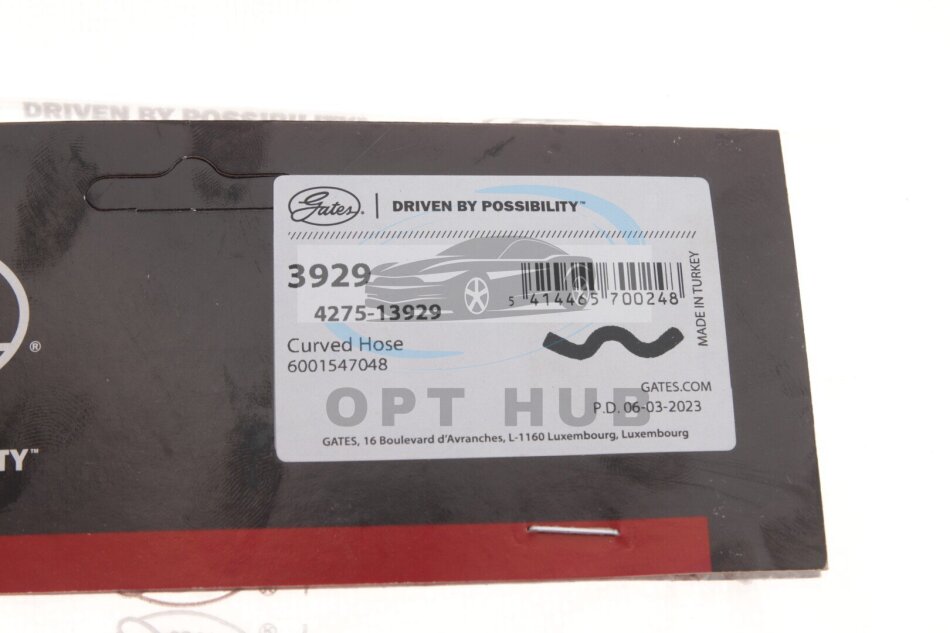 DRIVEN BY POSSIBILITY™
Gates® | DRIVEN BY POSSIBILITY™
3929
4275-13929
5 414465 700248
MADE IN TURKEY
Curved Hose
6001547048
GATES.COM
OPT HUB
P.D. 06-03-2023
GATES, 16 Boulevard d'Avranches, L-1160 Luxembourg, Luxembourg
®
TY™